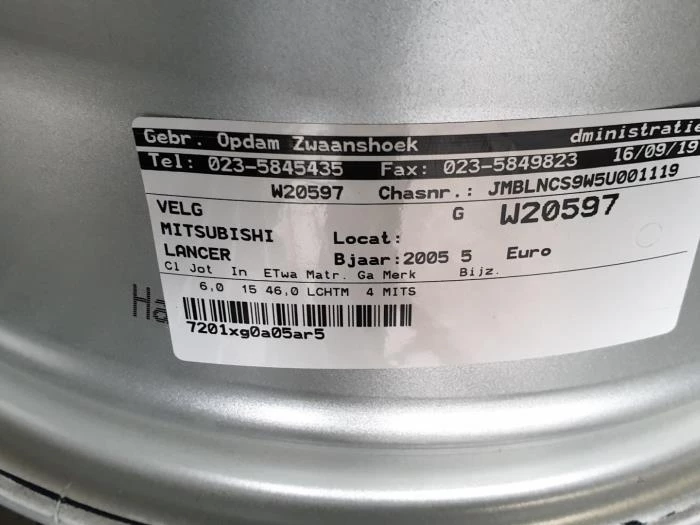 Gebr. Opdam Zwaanshoek dministratie
Tel: 023-5845435 Fax: 023-5849823 16/09/19
W20597 Chasnr.: JMBLNCS9W5U001119
VELG G W20597
MITSUBISHI Locat:
LANCER Bjaar:2005 5 Euro
Cl Jot In ETwa Matr. Ga Merk Bijz.
6,0 15 46,0 LCHTM 4 MITS
Ha
7201xg0a05ar5